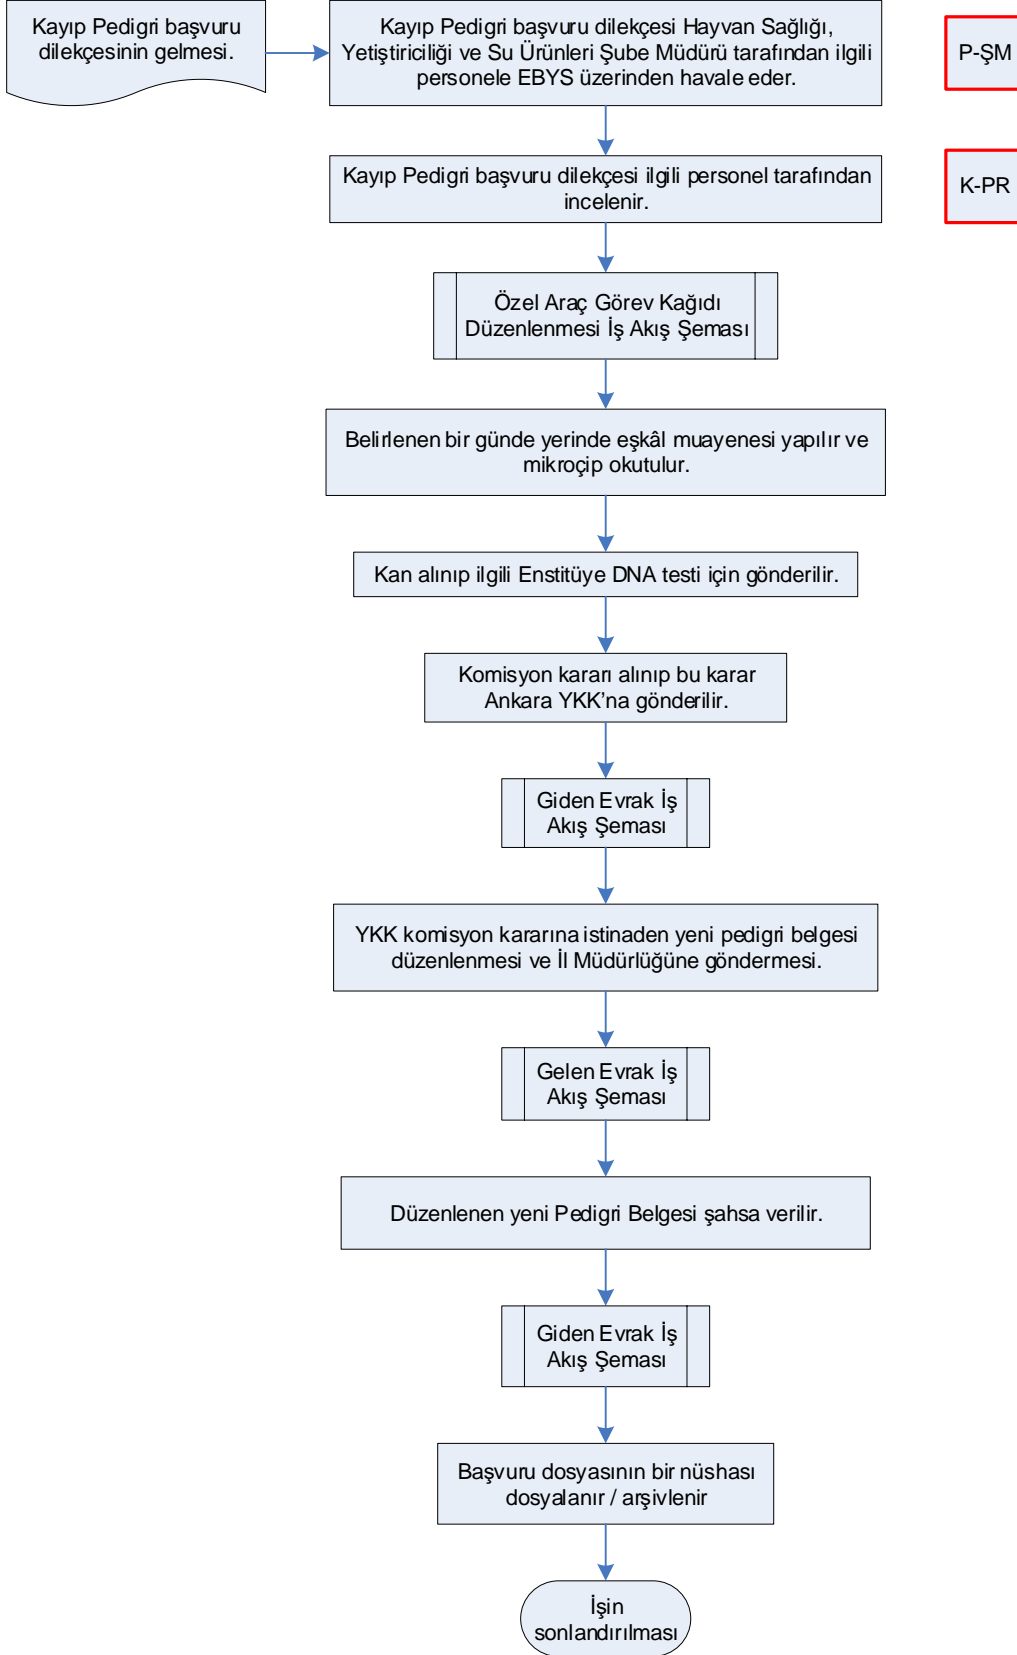 Kayıp Pedigri başvuru
dilekçesinin gelmesi.
Kayıp Pedigri başvuru dilekçesi Hayvan Sağlığı,
Yetiştiriciliği ve Su Ürünleri Şube Müdürü tarafından ilgili
personele EBYS üzerinden havale eder.
P-ŞM
Kayıp Pedigri başvuru dilekçesi ilgili personel tarafından
incelenir.
K-PR
Özel Araç Görev Kağıdı
Düzenlenmesi İş Akış Şeması
Belirlenen bir günde yerinde eşkâl muayenesi yapılır ve
mikroçip okutulur.
Kan alınıp ilgili Enstitüye DNA testi için gönderilir.
Komisyon kararı alınıp bu karar
Ankara YKK’na gönderilir.
Giden Evrak İş
Akış Şeması
YKK komisyon kararına istinaden yeni pedigri belgesi
düzenlenmesi ve İl Müdürlüğüne göndermesi.
Gelen Evrak İş
Akış Şeması
Düzenlenen yeni Pedigri Belgesi şahsa verilir.
Giden Evrak İş
Akış Şeması
Başvuru dosyasının bir nüshası
dosyalanır / arşivlenir
İşin
sonlandırılması